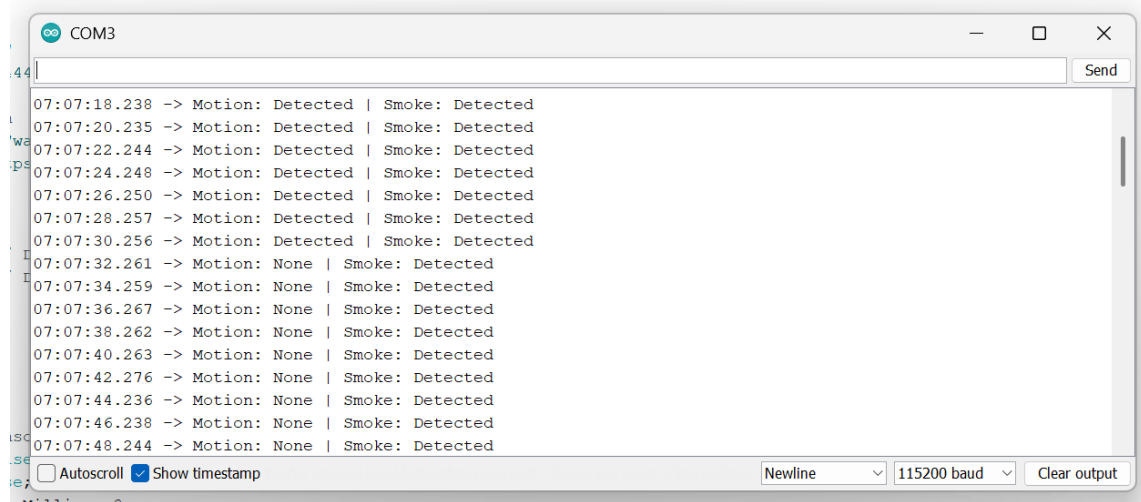 COM3
Send
07:07:18.238 -> Motion: Detected | Smoke: Detected
07:07:20.235 -> Motion: Detected | Smoke: Detected
07:07:22.244 -> Motion: Detected | Smoke: Detected
07:07:24.248 -> Motion: Detected | Smoke: Detected
07:07:26.250 -> Motion: Detected | Smoke: Detected
07:07:28.257 -> Motion: Detected | Smoke: Detected
07:07:30.256 -> Motion: Detected | Smoke: Detected
07:07:32.261 -> Motion: None | Smoke: Detected
07:07:34.259 -> Motion: None | Smoke: Detected
07:07:36.267 -> Motion: None | Smoke: Detected
07:07:38.262 -> Motion: None | Smoke: Detected
07:07:40.263 -> Motion: None | Smoke: Detected
07:07:42.276 -> Motion: None | Smoke: Detected
07:07:44.236 -> Motion: None | Smoke: Detected
07:07:46.238 -> Motion: None | Smoke: Detected
07:07:48.244 -> Motion: None | Smoke: Detected
Autoscroll Show timestamp Newline 115200 baud Clear output